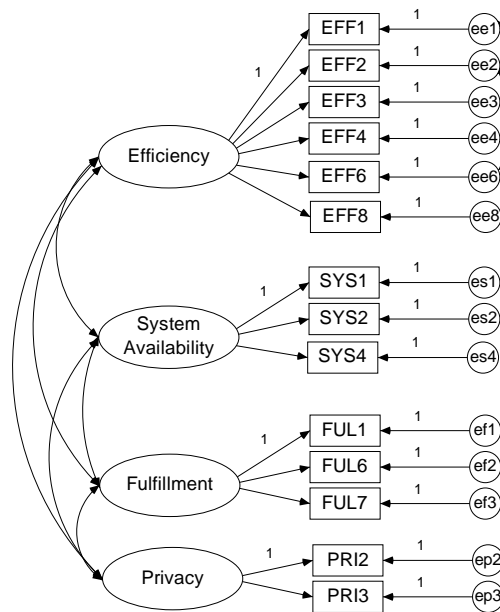 EFF1 1 ee1
1
EFF2 1 ee2
EFF3 1 ee3
Efficiency
EFF4 1 ee4
EFF6 1 ee6
EFF8 1 ee8
SYS1 1 es1
1
System
Availability
SYS2 1 es2
SYS4 1 es4
FUL1 1 ef1
1
FUL6 1 ef2
Fulfillment
FUL7 1 ef3
1
PRI2 1 ep2
Privacy
PRI3 1 ep3